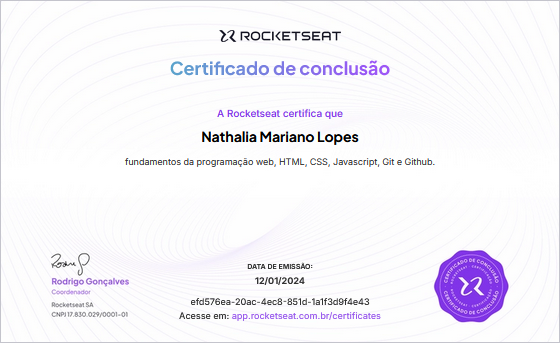 ROCKETSEAT
Certificado de conclusão
A Rocketseat certifica que
Nathalia Mariano Lopes
fundamentos da programação web, HTML, CSS, Javascript, Git e Github.
Rodrigo Gonçalves
Coordenador
Rocketseat SA
CNPJ 17.830.029/0001-01
DATA DE EMISSÃO:
12/01/2024
efd576ea-20ac-4ec8-851d-1a1f3d9f4e43
Acesse em: app.rocketseat.com.br/certificates
CERTIFICADO DE CONCLUSÃO
CERTIFICADO DE CONCLUSÃO